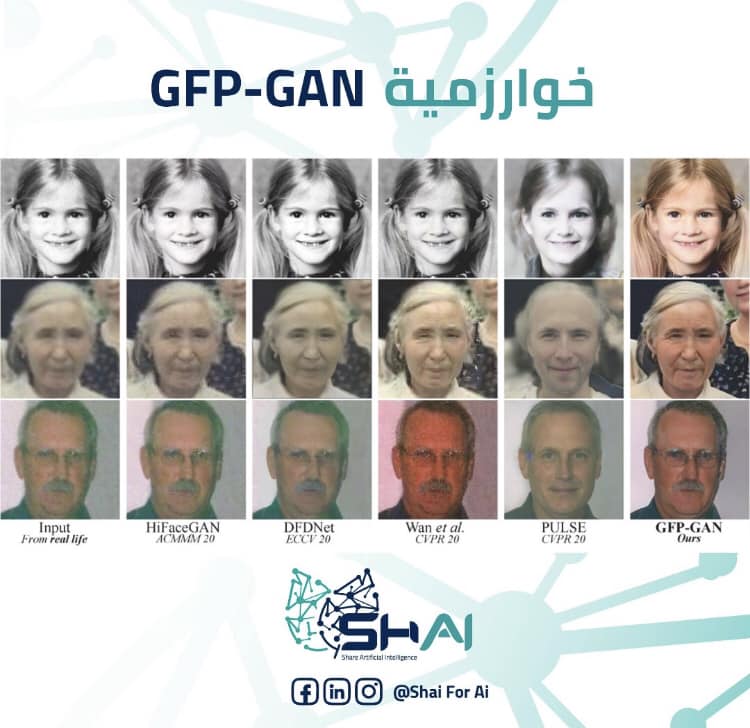 خوارزمية GFP-GAN
Input HiFaceGAN DFDNet Wan et al. PULSE GFP-GAN
From real life ACMMM 20 ECCV 20 CVPR 20 CVPR 20 Ours
SHAI
Share Artificial Intelligence
@Shai For Ai